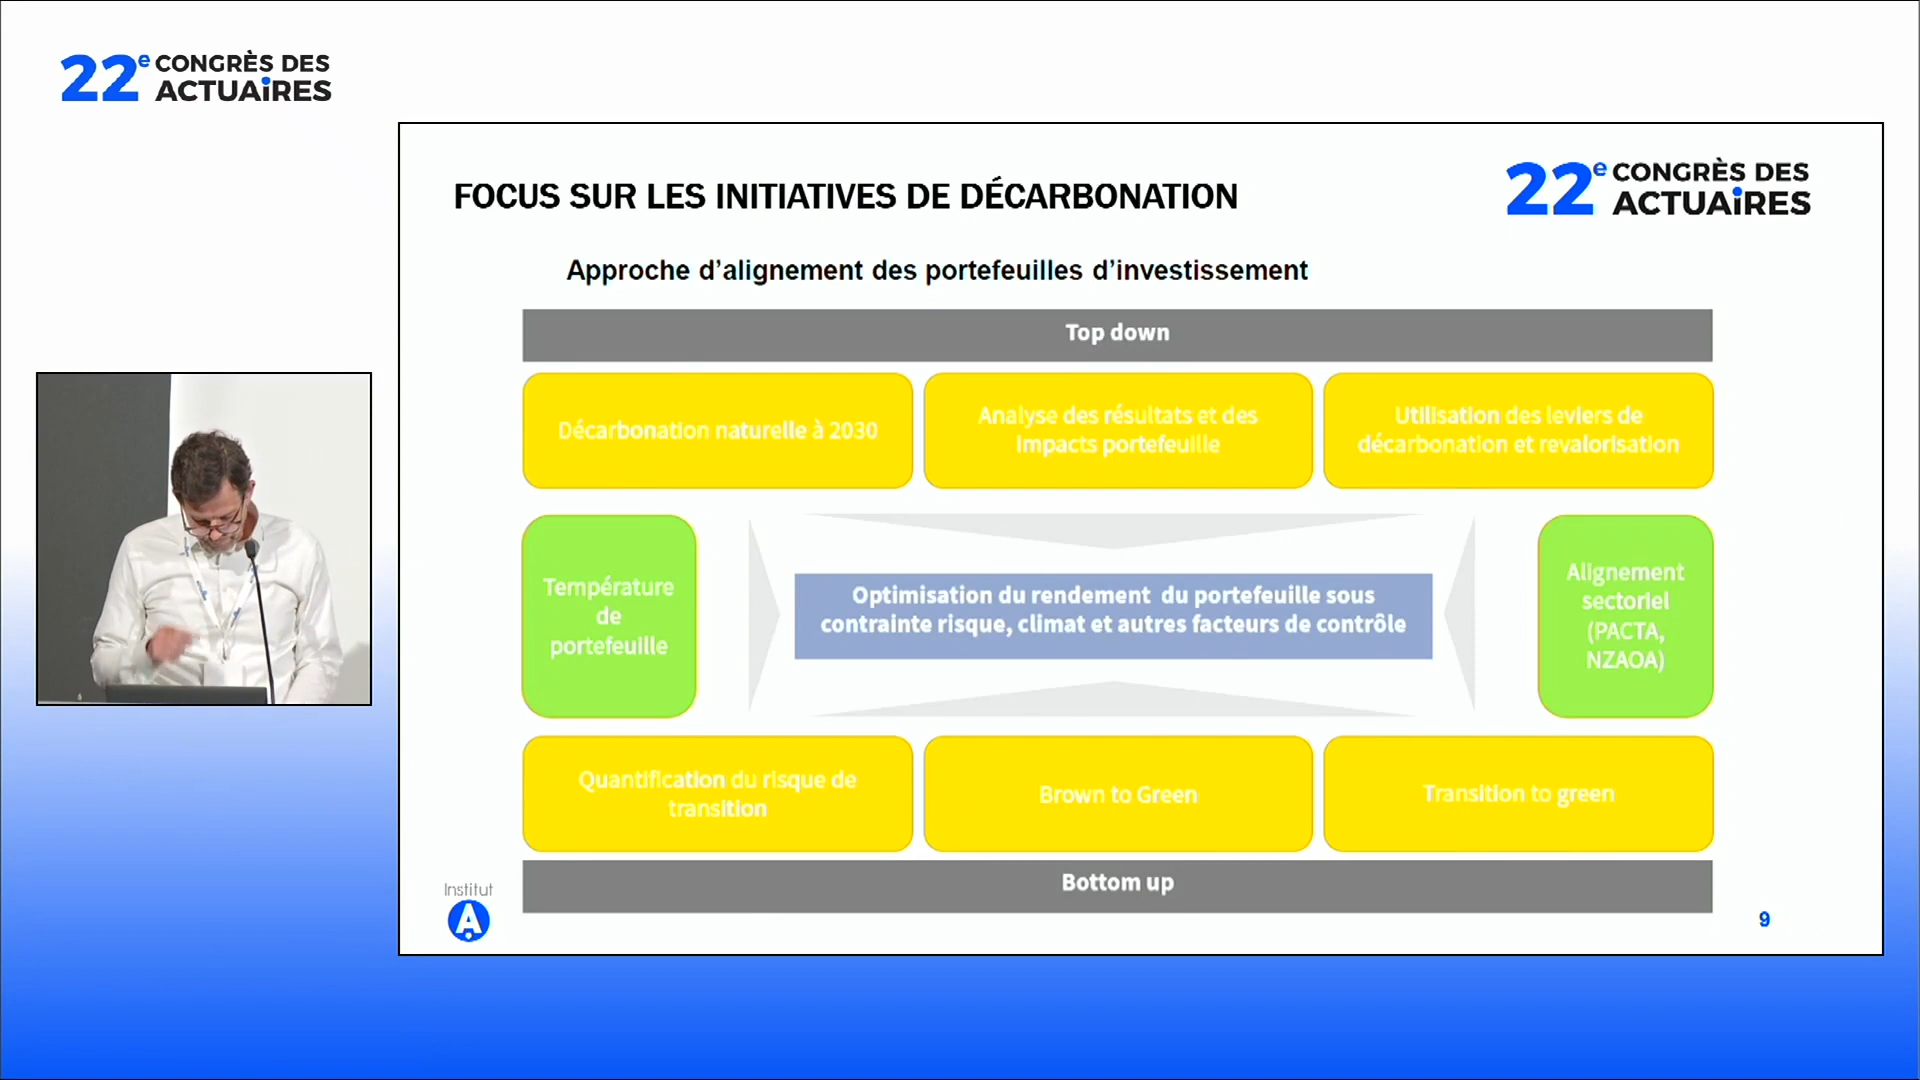 22e CONGRÈS DES
ACTUAiRES
FOCUS SUR LES INITIATIVES DE DÉCARBONATION
22e CONGRÈS DES
ACTUAiRES
Approche d’alignement des portefeuilles d’investissement
Top down
Décarbonation naturelle à 2030
Analyse des résultats et des
impacts portefeuille
Utilisation des leviers de
décarbonation et revalorisation
Température
de
portefeuille
Optimisation du rendement du portefeuille sous
contrainte risque, climat et autres facteurs de contrôle
Alignement
sectoriel
(PACTA,
NZAOA)
Quantification du risque de
transition
Brown to Green
Transition to green
Bottom up
Institut
A
9